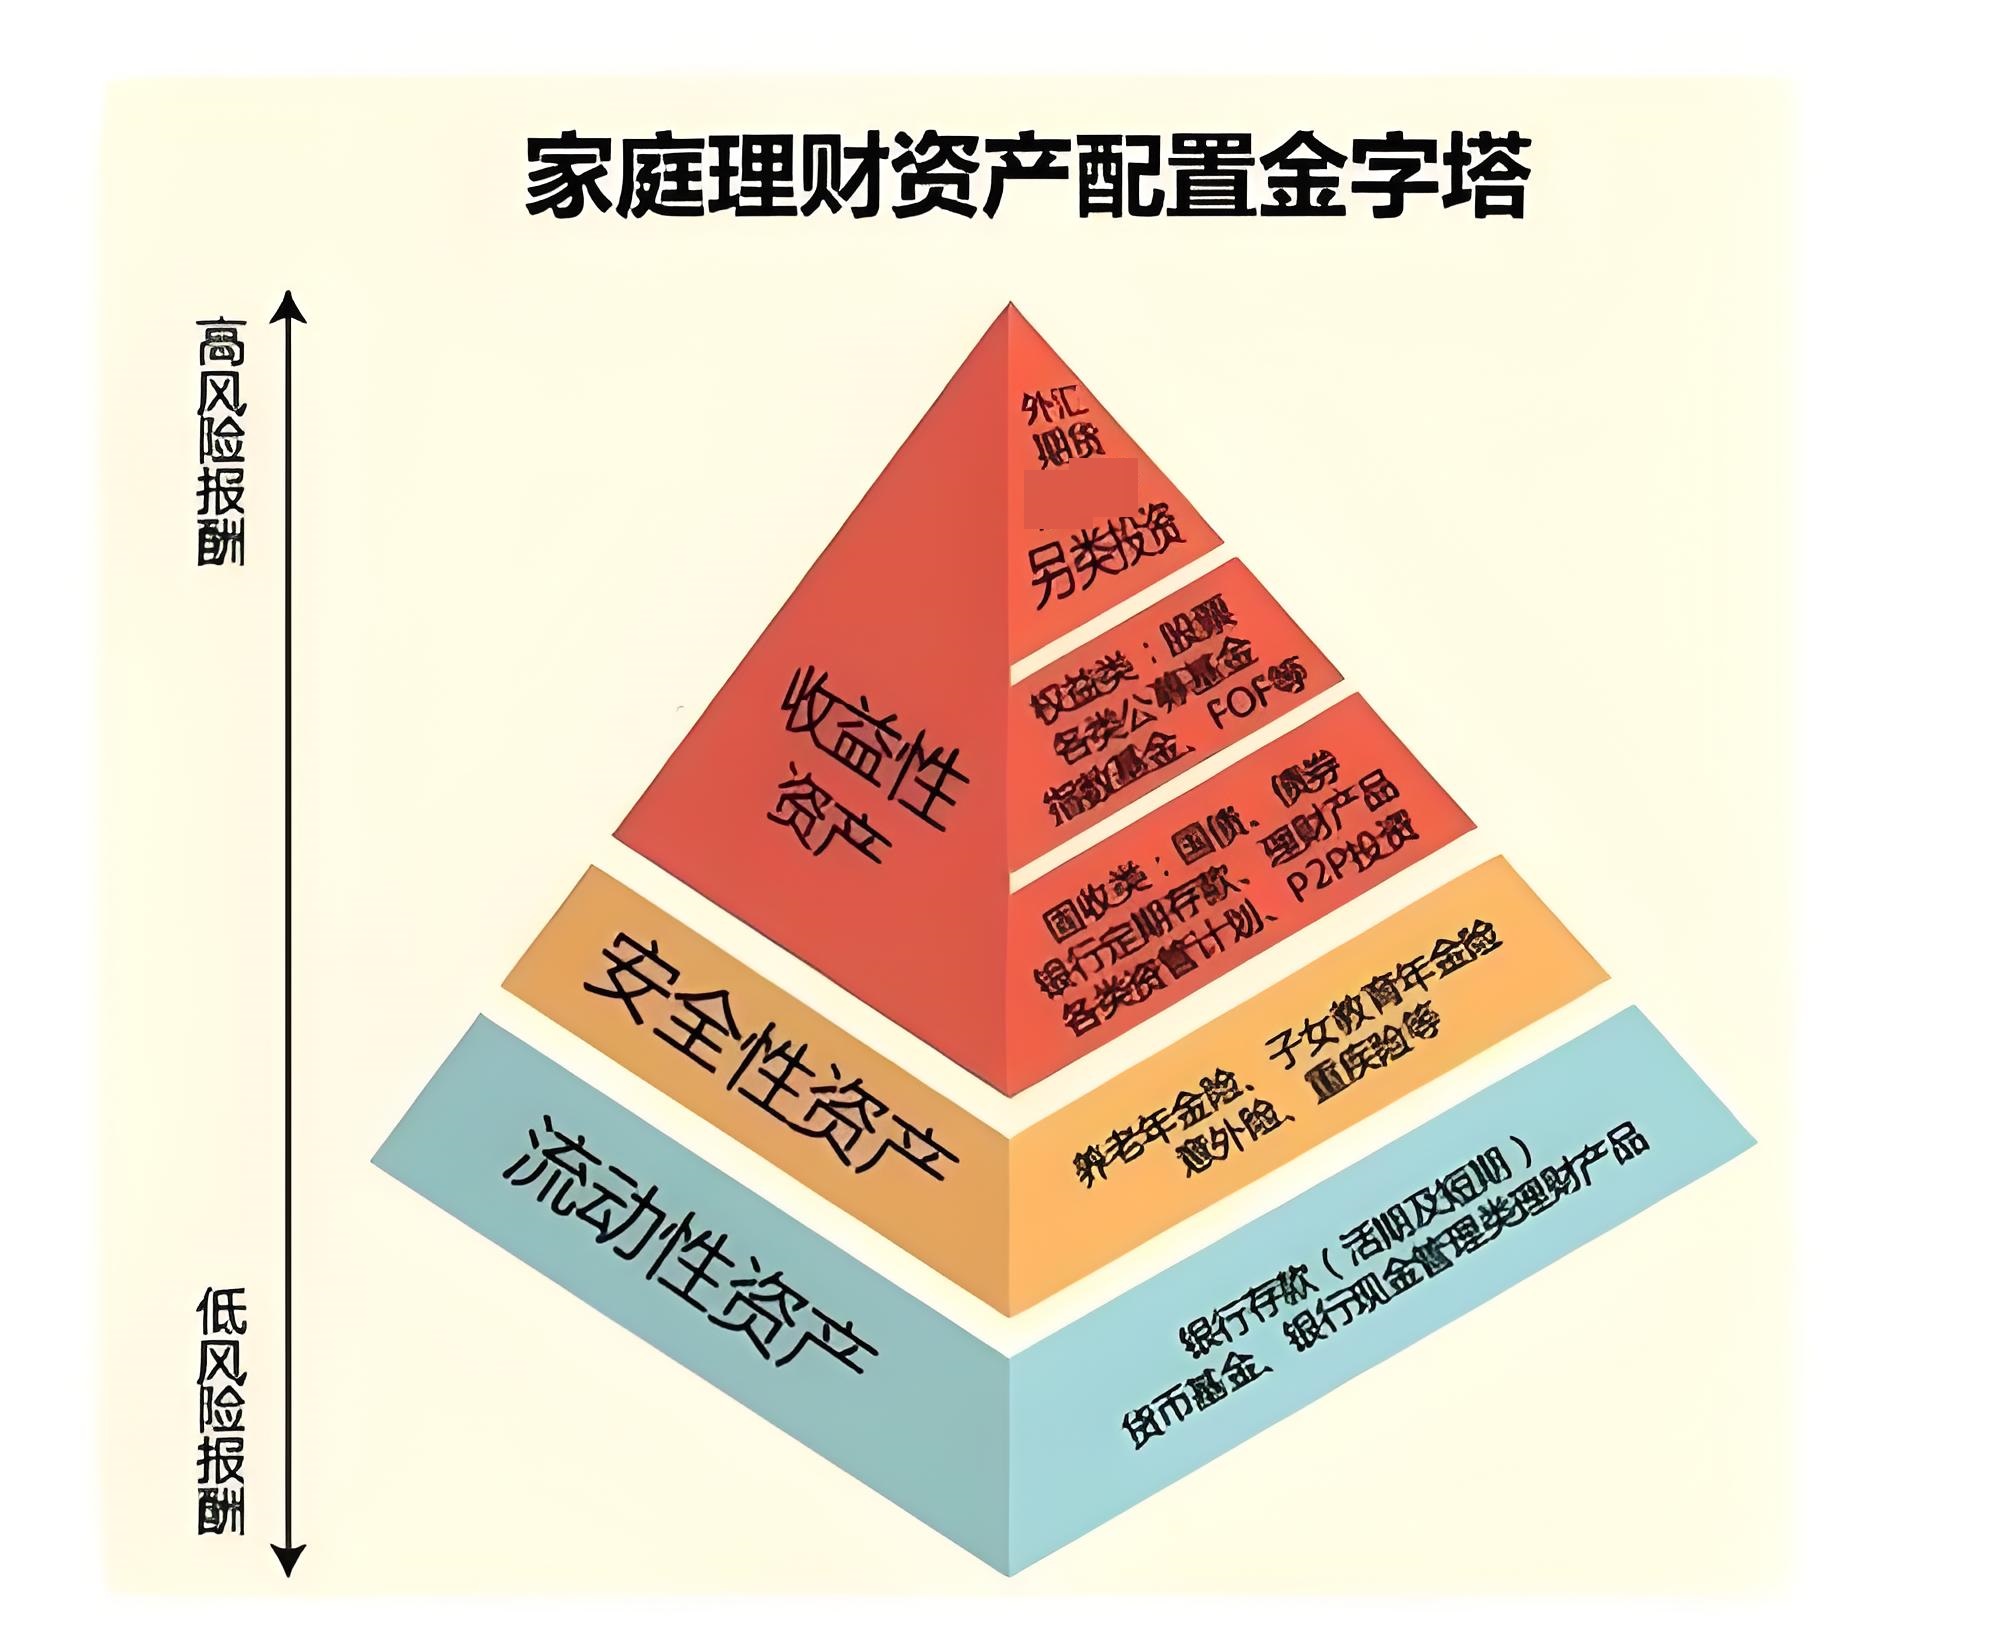 家庭理财资产配置金字塔
高风险报酬
外汇
期货
另类投资
权益类：股票
各类公募基金
指数基金、FOF等
收益性
资产
固收类：国债、债券
银行定期存款、理财产品
各类资管计划、P2P投资
安全性资产
养老年金险、子女教育年金险
意外险、重疾险等
流动性资产
银行存款（活期及短期）
货币基金、银行现金管理类理财产品
低风险报酬